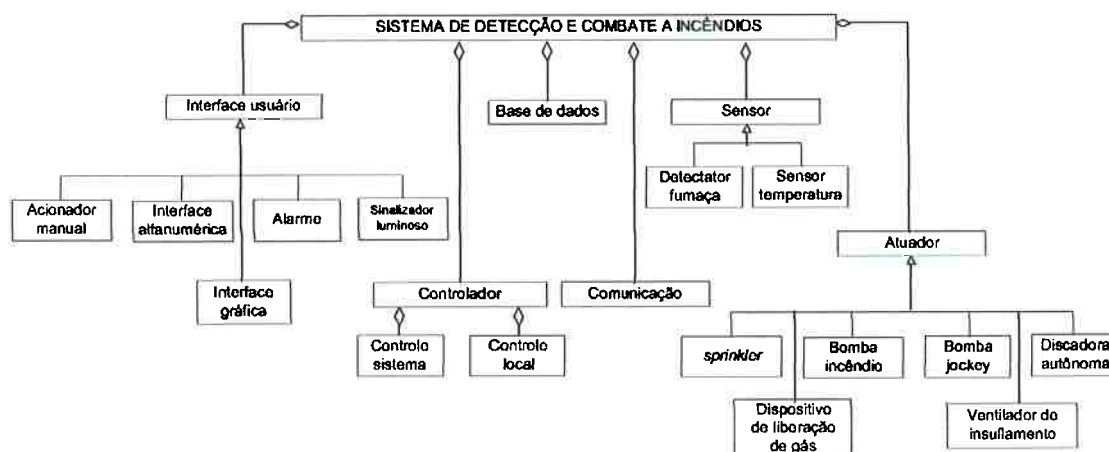 SISTEMA DE DETECÇÃO E COMBATE A INCÊNDIOS
Interface usuário
Base de dados
Sensor
Detectator
fumaça
Sensor
temperatura
Acionador
manual
Interface
alfanumérica
Alarme
Sinalizador
luminoso
Atuador
Interface
gráfica
Controlador
Comunicação
Controle
sistema
Controle
local
sprinkler
Bomba
incêndio
Bomba
jockey
Discadora
autônoma
Dispositivo
de liberação
de gás
Ventilador de
insuflamento